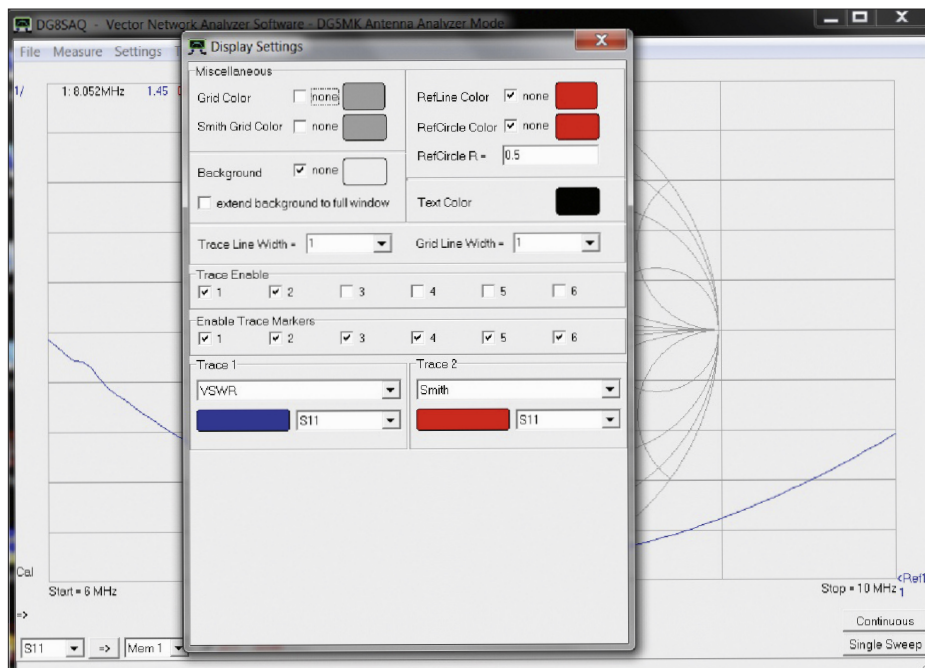 DG8SAQ - Vector Network Analyzer Software - DG5MK Antenna Analyzer Mode
File Measure Settings
1/ 1: 8.052MHz 1.45
Display Settings
Miscellaneous
Grid Color none
Smith Grid Color none
Background none
extend background to full window
RefLine Color none
RefCircle Color none
RefCircle R = 0.5
Text Color
Trace Line Width = 1
Grid Line Width = 1
Trace Enable
1 2 3 4 5 6
Enable Trace Markers
1 2 3 4 5 6
Trace 1
VSWR
S11
Trace 2
Smith
S11
Cal
Start = 6 MHz
Stop = 10 MHz
<Ref1
1
=>
Continuous
S11 => Mem 1
Single Sweep